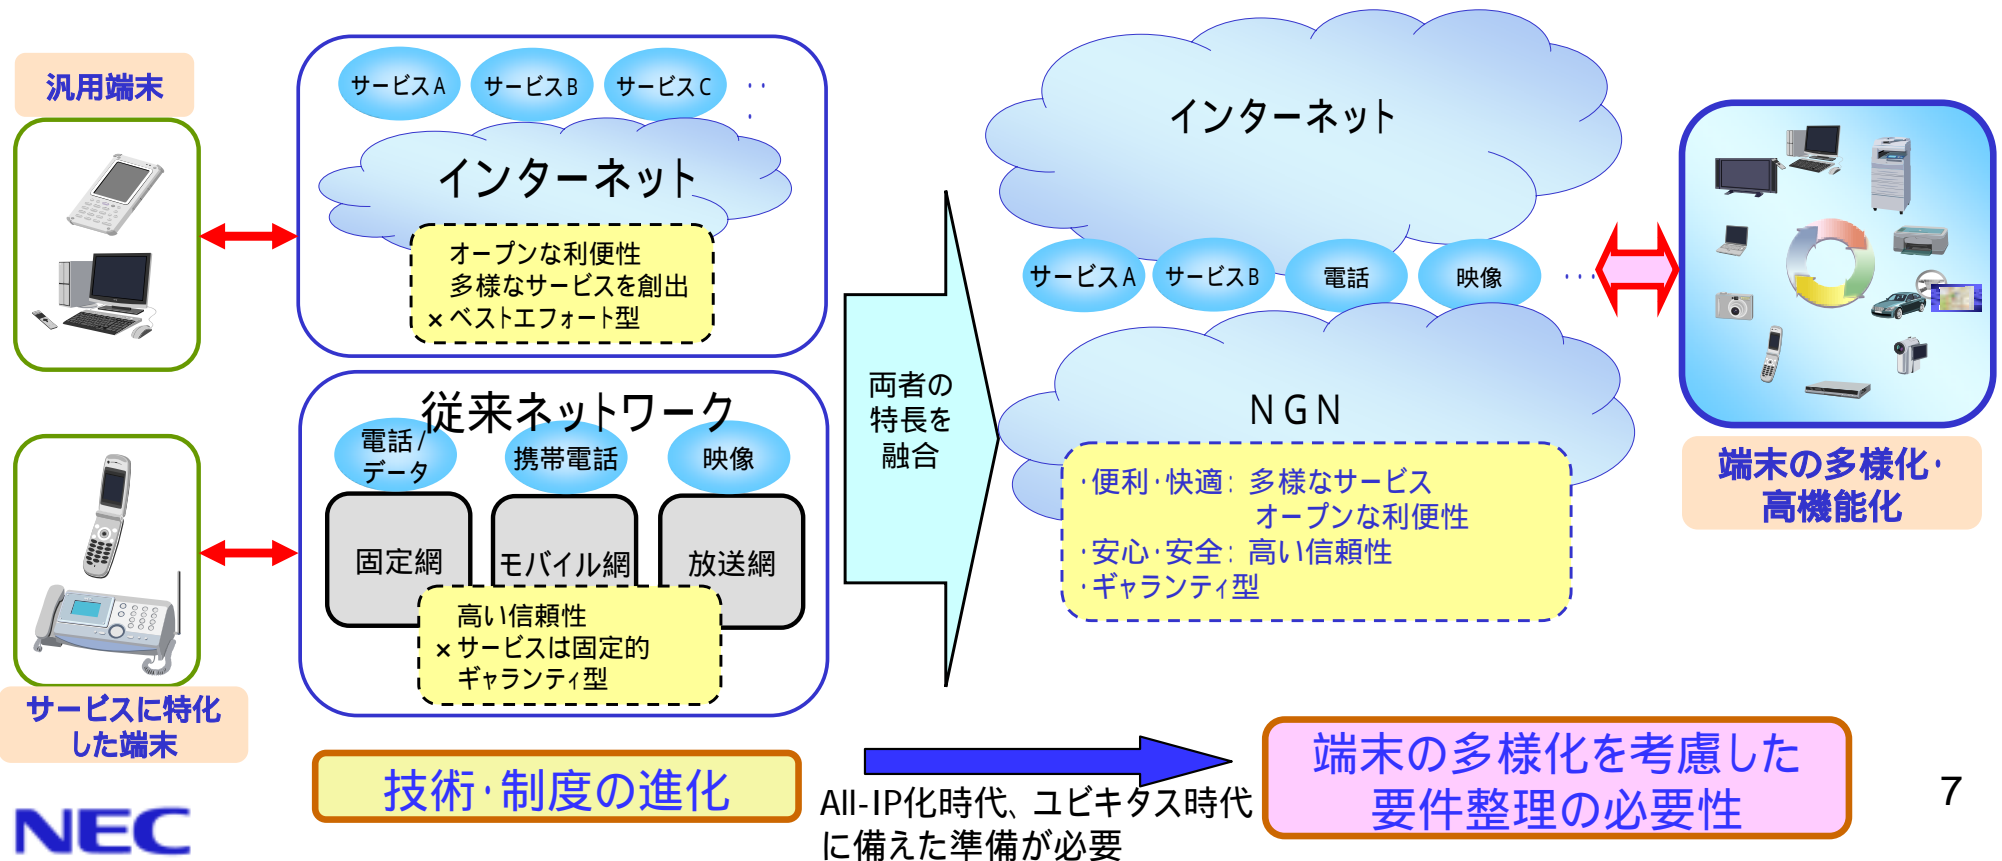 汎用端末
サービスA
サービスB
サービスC
・・
・
インターネット
オープンな利便性
多様なサービスを創出
×ベストエフォート型
従来ネットワーク
電話/
データ
携帯電話
映像
固定網
モバイル網
放送網
高い信頼性
×サービスは固定的
ギャランティ型
サービスに特化
した端末
両者の
特長を
融合
インターネット
サービスA
サービスB
電話
映像
・・・
NGN
・便利・快適: 多様なサービス
オープンな利便性
・安心・安全: 高い信頼性
・ギャランティ型
端末の多様化・
高機能化
技術・制度の進化
All-IP化時代、ユビキタス時代
に備えた準備が必要
端末の多様化を考慮した
要件整理の必要性
NEC
7